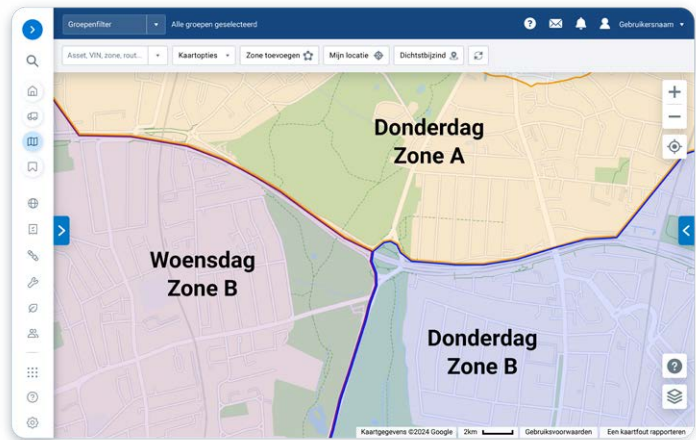 Groepenfilter
Alle groepen geselecteerd
Gebruikersnaam
Asset, VIN, zone, rout...
Kaartopties
Zone toevoegen
Mijn locatie
Dichtstbijzind
Donderdag
Zone A
Woensdag
Zone B
Donderdag
Zone B
Kaartgegevens ©2024 Google
2km
Gebruiksvoorwaarden
Een kaartfout rapporteren